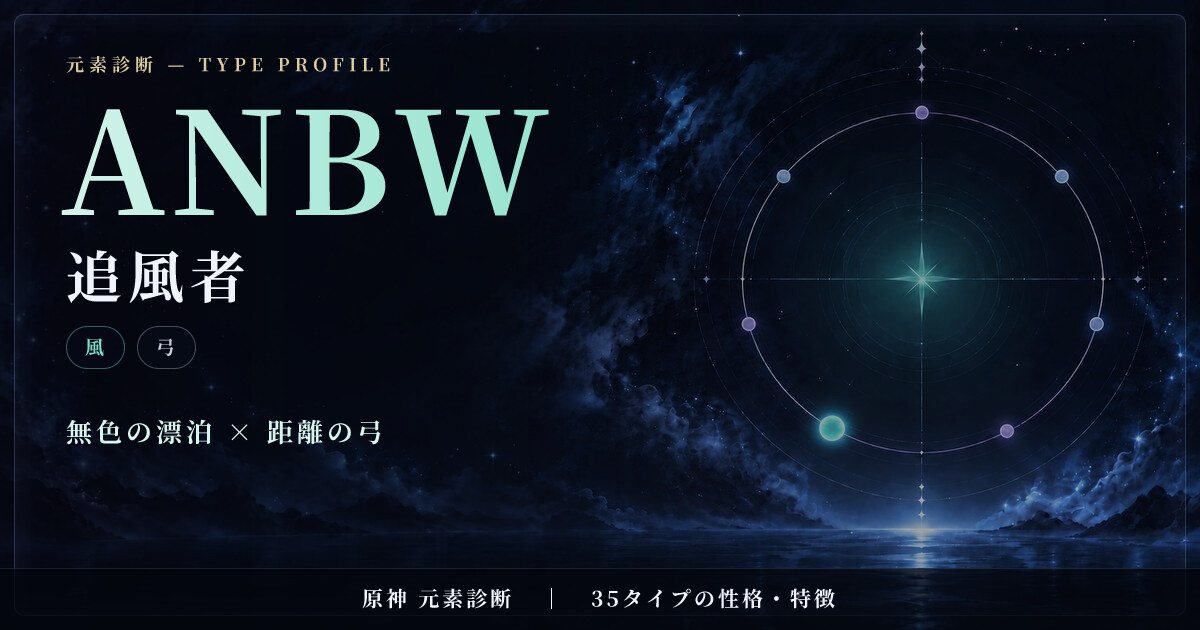 元素診断 — TYPE PROFILE
ANBW
追風者
風 弓
無色の漂泊 × 距離の弓
原神 元素診断 | 35タイプの性格・特徴